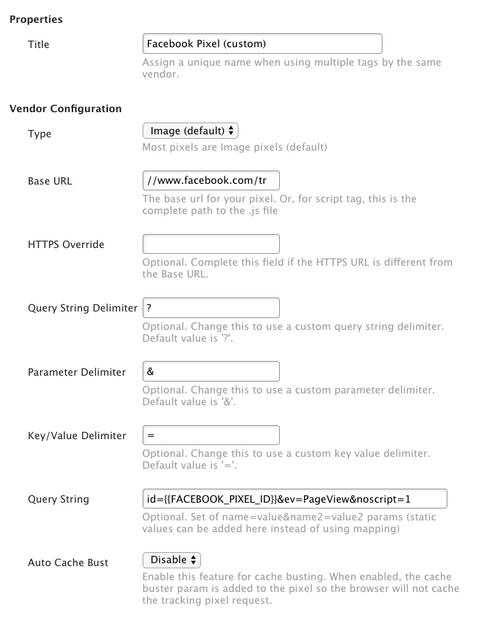 Properties
Title
Facebook Pixel (custom)
Assign a unique name when using multiple tags by the same
vendor.
Vendor Configuration
Type
Image (default)
Most pixels are Image pixels (default)
Base URL
//www.facebook.com/tr
The base url for your pixel. Or, for script tag, this is the
complete path to the .js file
HTTPS Override
Optional. Complete this field if the HTTPS URL is different from
the Base URL.
Query String Delimiter
?
Optional. Change this to use a custom query string delimiter.
Default value is '?'.
Parameter Delimiter
&
Optional. Change this to use a custom parameter delimiter.
Default value is '&'.
Key/Value Delimiter
=
Optional. Change this to use a custom key value delimiter.
Default value is '='.
Query String
id={{FACEBOOK_PIXEL_ID}}&ev=PageView&noscript=1
Optional. Set of name=value&name2=value2 params (static
values can be added here instead of using mapping)
Auto Cache Bust
Disable
Enable this feature for cache busting. When enabled, the cache
buster param is added to the pixel so the browser will not cache
the tracking pixel request.